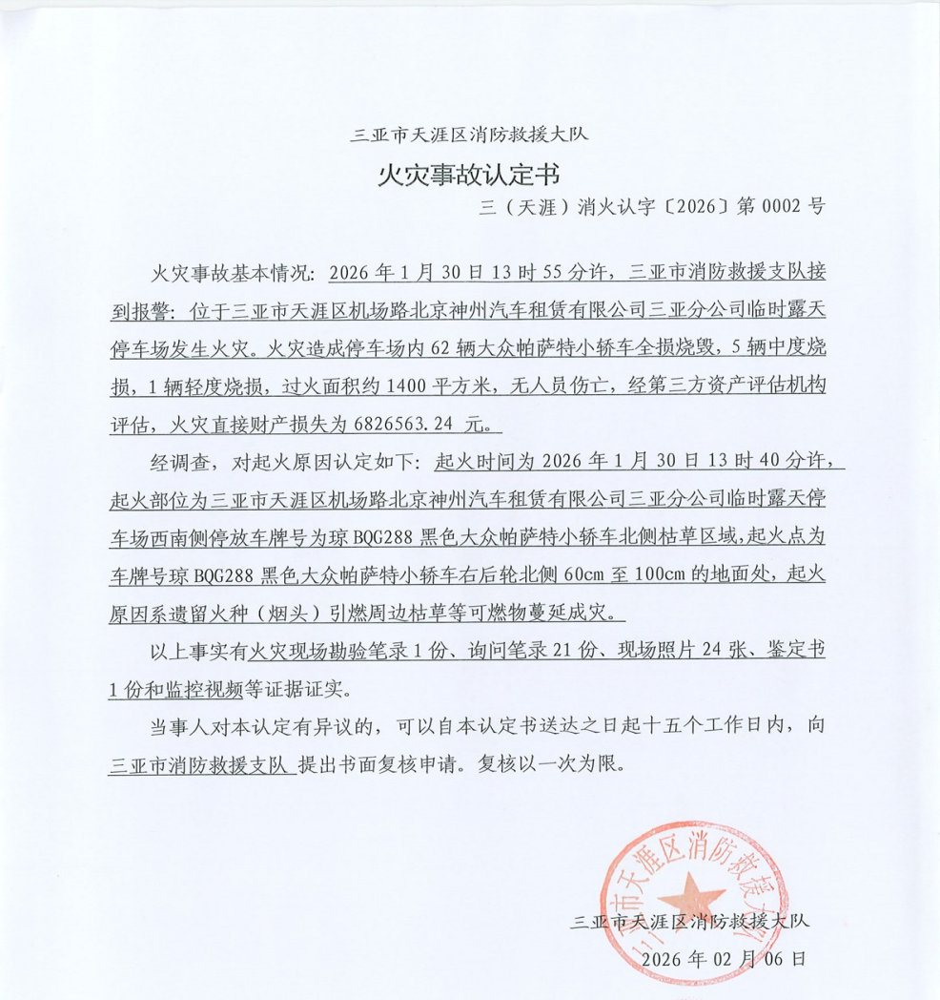 三亚市天涯区消防救援大队
火灾事故认定书
三（天涯）消火认字〔2026〕第 0002 号
火灾事故基本情况：2026 年 1 月 30 日 13 时 55 分许，三亚市消防救援支队接
到报警：位于三亚市天涯区机场路北京神州汽车租赁有限公司三亚分公司临时露天
停车场发生火灾。火灾造成停车场内 62 辆大众帕萨特小轿车全损烧毁，5 辆中度烧
损，1 辆轻度烧损，过火面积约 1400 平方米，无人员伤亡，经第三方资产评估机构
评估，火灾直接财产损失为 6826563.24 元。
经调查，对起火原因认定如下：起火时间为 2026 年 1 月 30 日 13 时 40 分许，
起火部位为三亚市天涯区机场路北京神州汽车租赁有限公司三亚分公司临时露天停
车场西南侧停放车牌号为琼 BQG288 黑色大众帕萨特小轿车北侧枯草区域，起火点为
车牌号琼 BQG288 黑色大众帕萨特小轿车右后轮北侧 60cm 至 100cm 的地面处，起火
原因系遗留火种（烟头）引燃周边枯草等可燃物蔓延成灾。
以上事实有火灾现场勘验笔录 1 份、询问笔录 21 份、现场照片 24 张、鉴定书
1 份和监控视频等证据证实。
当事人对本认定有异议的，可以自本认定书送达之日起十五个工作日内，向
三亚市消防救援支队 提出书面复核申请。复核以一次为限。
三亚市天涯区消防救援大队
三亚市天涯区消防救援大队
2026 年 02 月 06 日